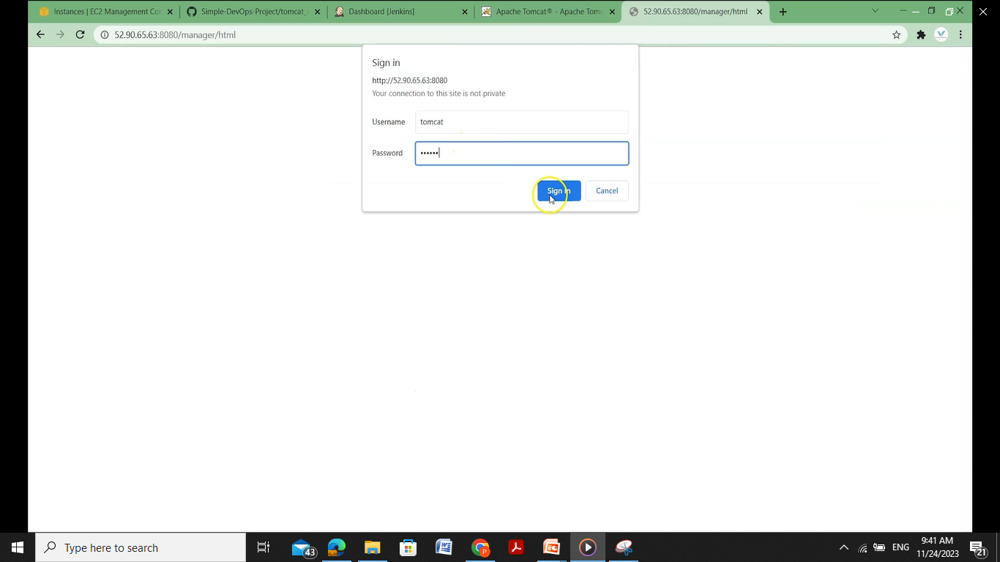 Instances | EC2 Management Co
Simple-DevOps-Project/tomcat_
Dashboard [Jenkins]
Apache Tomcat® - Apache Tomc
52.90.65.63:8080/manager/html
52.90.65.63:8080/manager/html
Sign in
http://52.90.65.63:8080
Your connection to this site is not private
Username
tomcat
Password
••••••
Sign in
Cancel
Type here to search
43
ENG
9:41 AM
11/24/2023
21